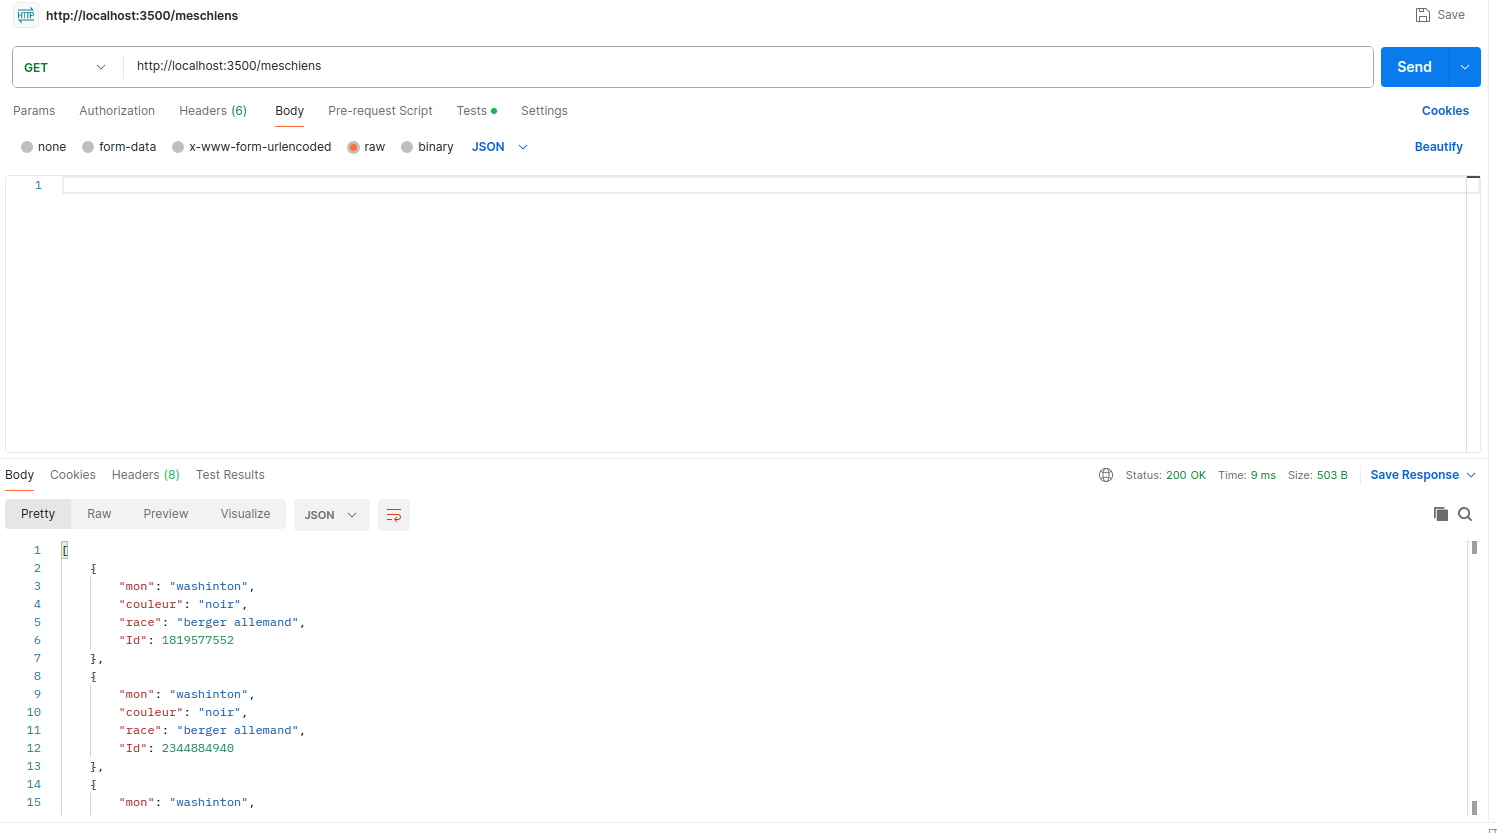 HTTP http://localhost:3500/meschiens Save
GET http://localhost:3500/meschiens Send
Params Authorization Headers (6) Body Pre-request Script Tests Settings Cookies
none form-data x-www-form-urlencoded raw binary JSON Beautify
1
Body Cookies Headers (8) Test Results Status: 200 OK Time: 9 ms Size: 503 B Save Response
Pretty Raw Preview Visualize JSON
1 [
2 {
3 "mon": "washinton",
4 "couleur": "noir",
5 "race": "berger allemand",
6 "Id": 1819577552
7 },
8 {
9 "mon": "washinton",
10 "couleur": "noir",
11 "race": "berger allemand",
12 "Id": 2344884940
13 },
14 {
15 "mon": "washinton",